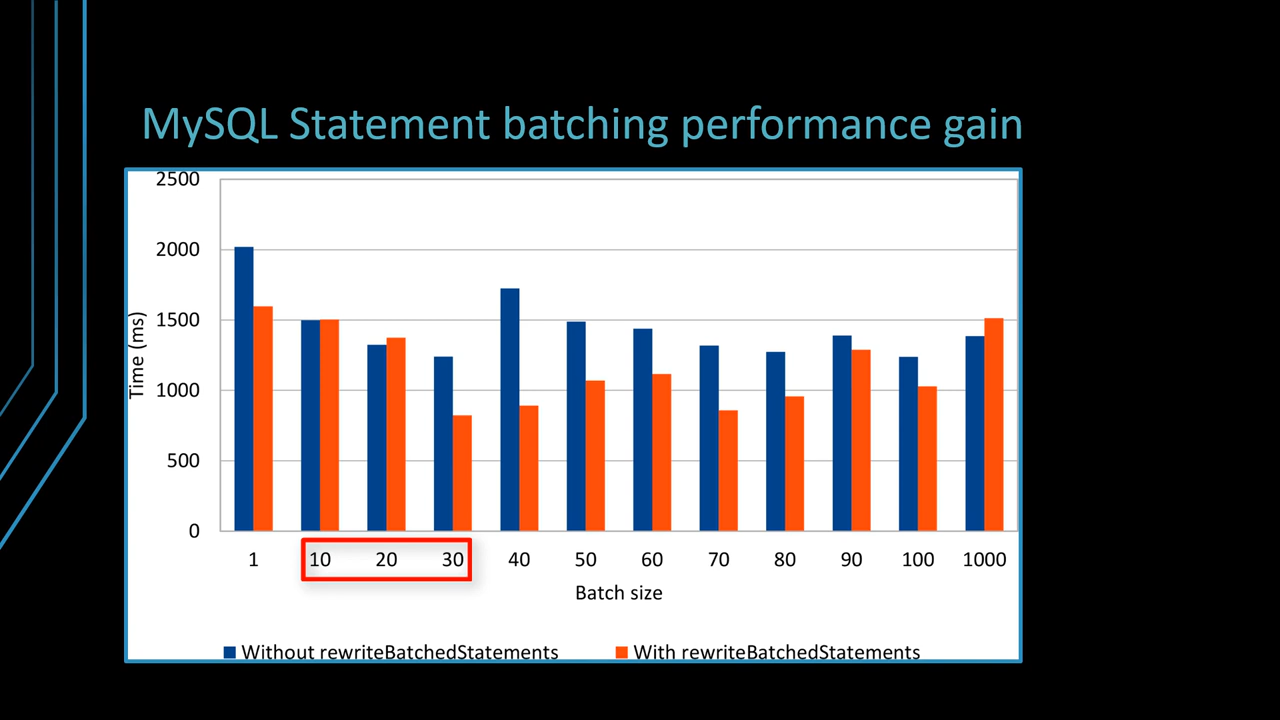 MySQL Statement batching performance gain
2500
2000
1500
1000
500
0
Time (ms)
1 10 20 30 40 50 60 70 80 90 100 1000
Batch size
Without rewriteBatchedStatements With rewriteBatchedStatements